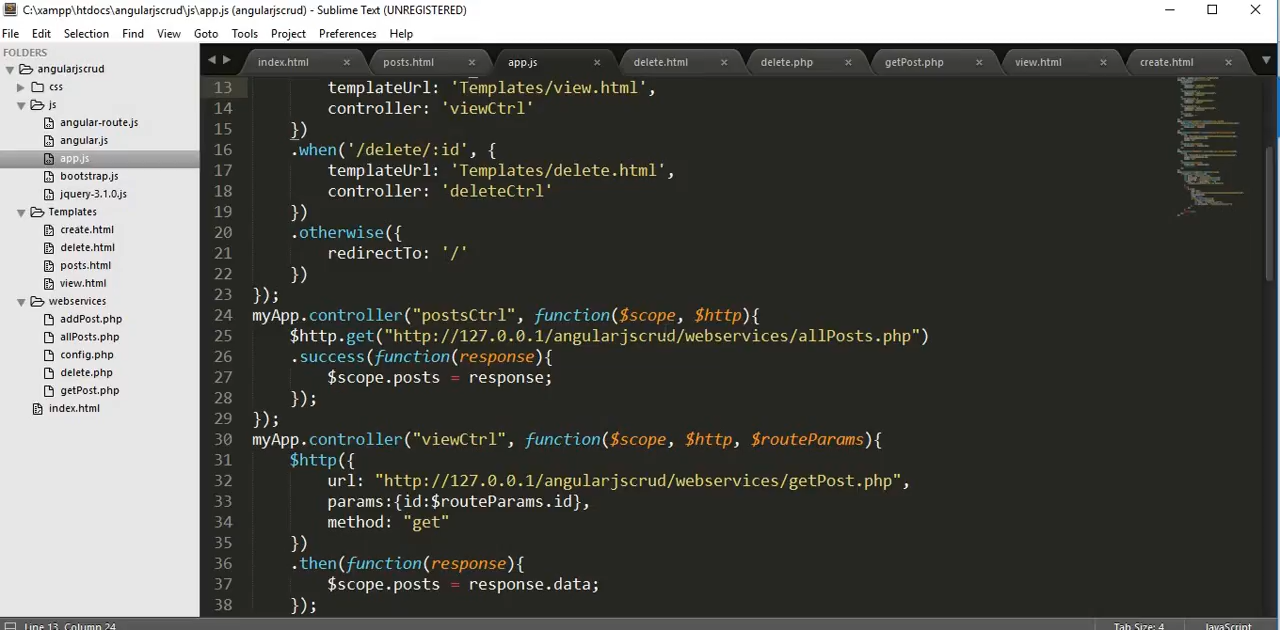 C:\xampp\htdocs\angularjscrud\js\app.js (angularjscrud) - Sublime Text (UNREGISTERED)
File Edit Selection Find View Goto Tools Project Preferences Help
FOLDERS
angularjscrud
css
js
angular-route.js
angular.js
app.js
bootstrap.js
jquery-3.1.0.js
Templates
create.html
delete.html
posts.html
view.html
webservices
addPost.php
allPosts.php
config.php
delete.php
getPost.php
index.html
index.html × posts.html × app.js × delete.html × delete.php × getPost.php × view.html × create.html ×
13 templateUrl: 'Templates/view.html',
14 controller: 'viewCtrl'
15 })
16 .when('/delete/:id', {
17 templateUrl: 'Templates/delete.html',
18 controller: 'deleteCtrl'
19 })
20 .otherwise({
21 redirectTo: '/'
22 })
23 });
24 myApp.controller("postsCtrl", function($scope, $http){
25 $http.get("http://127.0.0.1/angularjscrud/webservices/allPosts.php")
26 .success(function(response){
27 $scope.posts = response;
28 });
29 });
30 myApp.controller("viewCtrl", function($scope, $http, $routeParams){
31 $http({
32 url: "http://127.0.0.1/angularjscrud/webservices/getPost.php",
33 params:{id:$routeParams.id},
34 method: "get"
35 })
36 .then(function(response){
37 $scope.posts = response.data;
38 });
Line 13, Column 24 Tab Size: 4 JavaScript